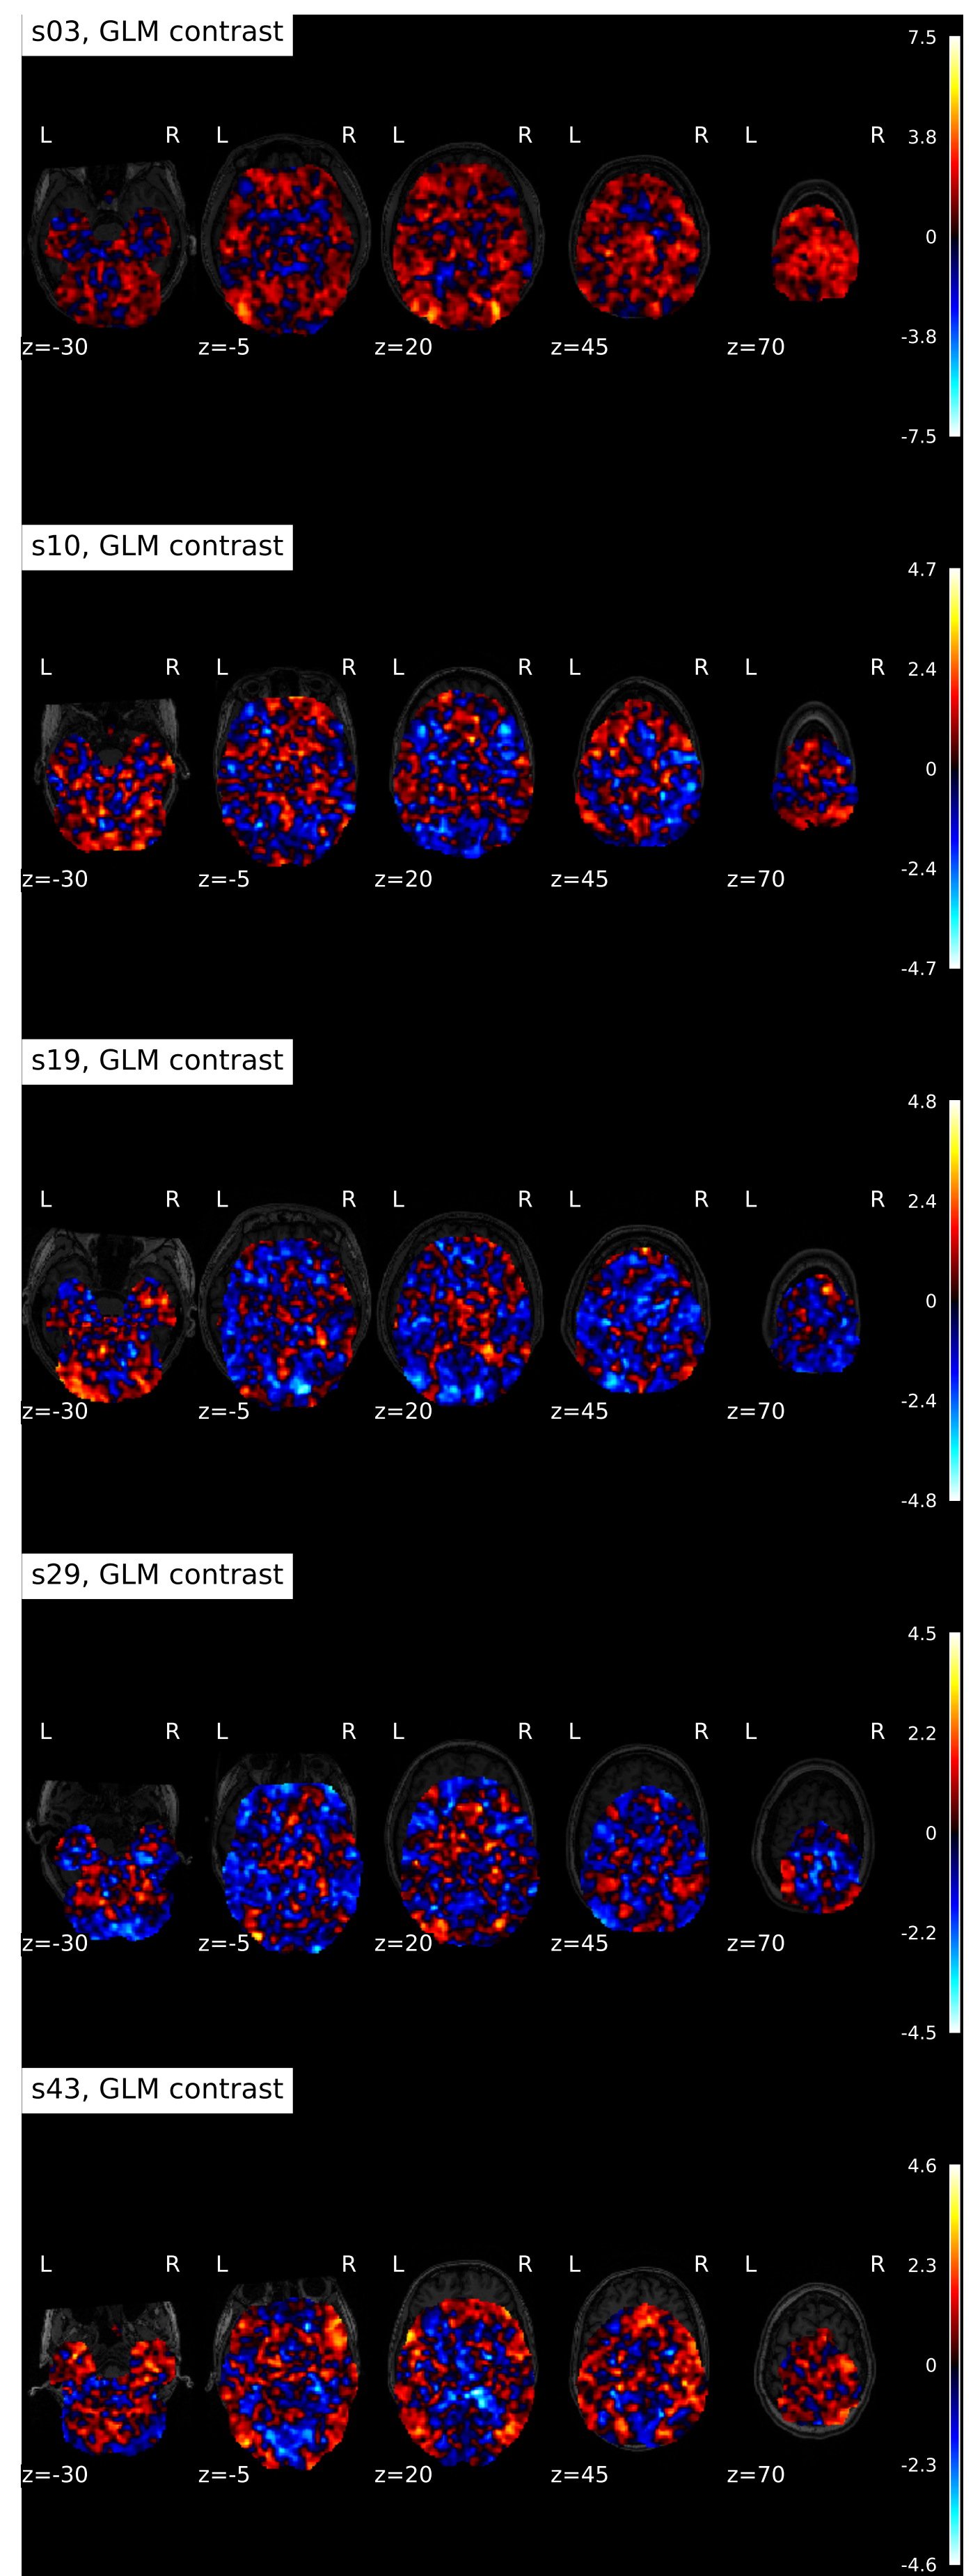 s03, GLM contrast
7.5
L R L R L R L R L R
3.8
0
-3.8
z=-30 z=-5 z=20 z=45 z=70
-7.5
s10, GLM contrast
4.7
L R L R L R L R L R
2.4
0
-2.4
z=-30 z=-5 z=20 z=45 z=70
-4.7
s19, GLM contrast
4.8
L R L R L R L R L R
2.4
0
-2.4
z=-30 z=-5 z=20 z=45 z=70
-4.8
s29, GLM contrast
4.5
L R L R L R L R L R
2.2
0
-2.2
z=-30 z=-5 z=20 z=45 z=70
-4.5
s43, GLM contrast
4.6
L R L R L R L R L R
2.3
0
-2.3
z=-30 z=-5 z=20 z=45 z=70
-4.6